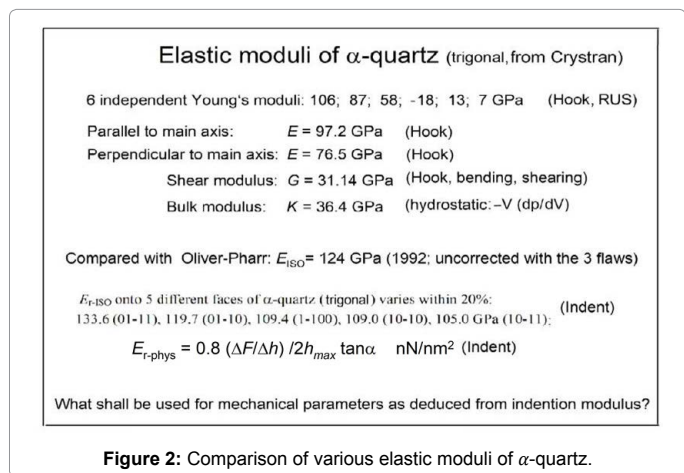 Elastic moduli of α-quartz (trigonal, from Crystran)
6 independent Young's moduli: 106; 87; 58; -18; 13; 7 GPa (Hook, RUS)
Parallel to main axis: E = 97.2 GPa (Hook)
Perpendicular to main axis: E = 76.5 GPa (Hook)
Shear modulus: G = 31.14 GPa (Hook, bending, shearing)
Bulk modulus: K = 36.4 GPa (hydrostatic: –V (dp/dV)
Compared with Oliver-Pharr: E_ISO = 124 GPa (1992; uncorrected with the 3 flaws)
E_r-ISO onto 5 different faces of α-quartz (trigonal) varies within 20%:
133.6 (01-11), 119.7 (01-10), 109.4 (1-100), 109.0 (10-10), 105.0 GPa (10-11); (Indent)
E_r-phys = 0.8 (ΔF/Δh) /2h_max tanα nN/nm² (Indent)
What shall be used for mechanical parameters as deduced from indention modulus?
Figure 2: Comparison of various elastic moduli of α-quartz.